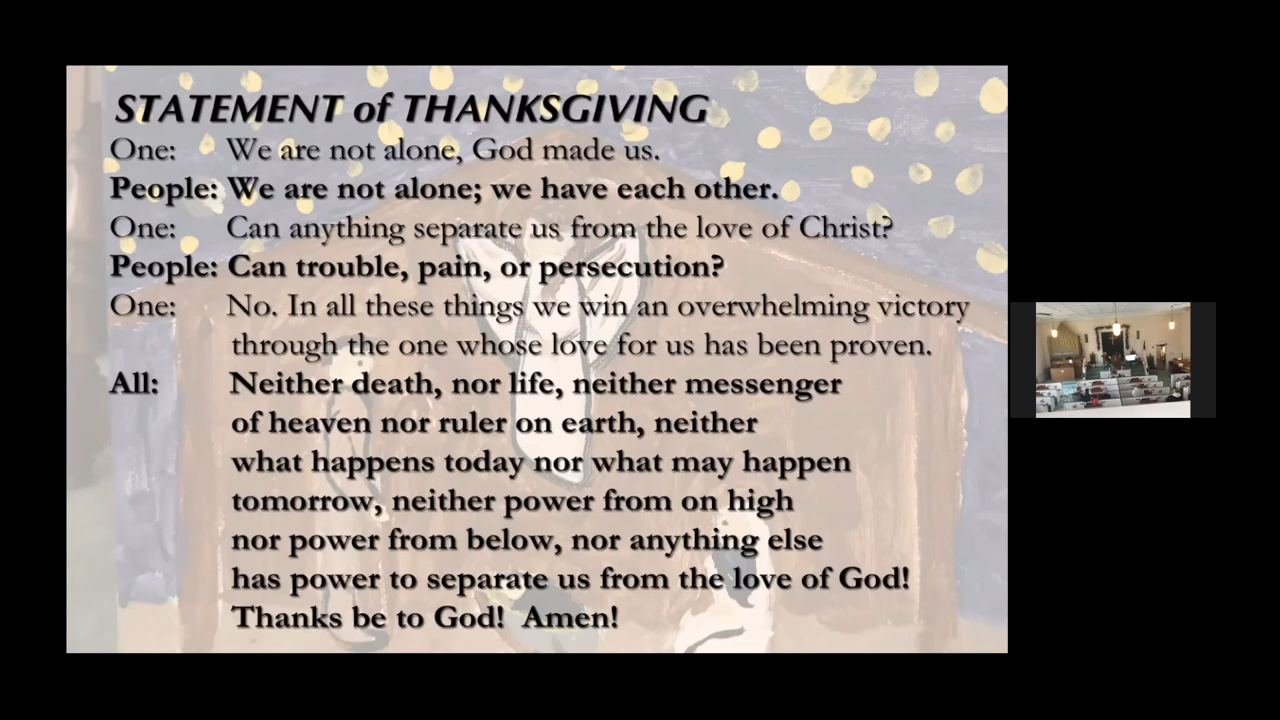 STATEMENT of THANKSGIVING
One: We are not alone, God made us.
People: We are not alone; we have each other.
One: Can anything separate us from the love of Christ?
People: Can trouble, pain, or persecution?
One: No. In all these things we win an overwhelming victory
through the one whose love for us has been proven.
All: Neither death, nor life, neither messenger
of heaven nor ruler on earth, neither
what happens today nor what may happen
tomorrow, neither power from on high
nor power from below, nor anything else
has power to separate us from the love of God!
Thanks be to God! Amen!